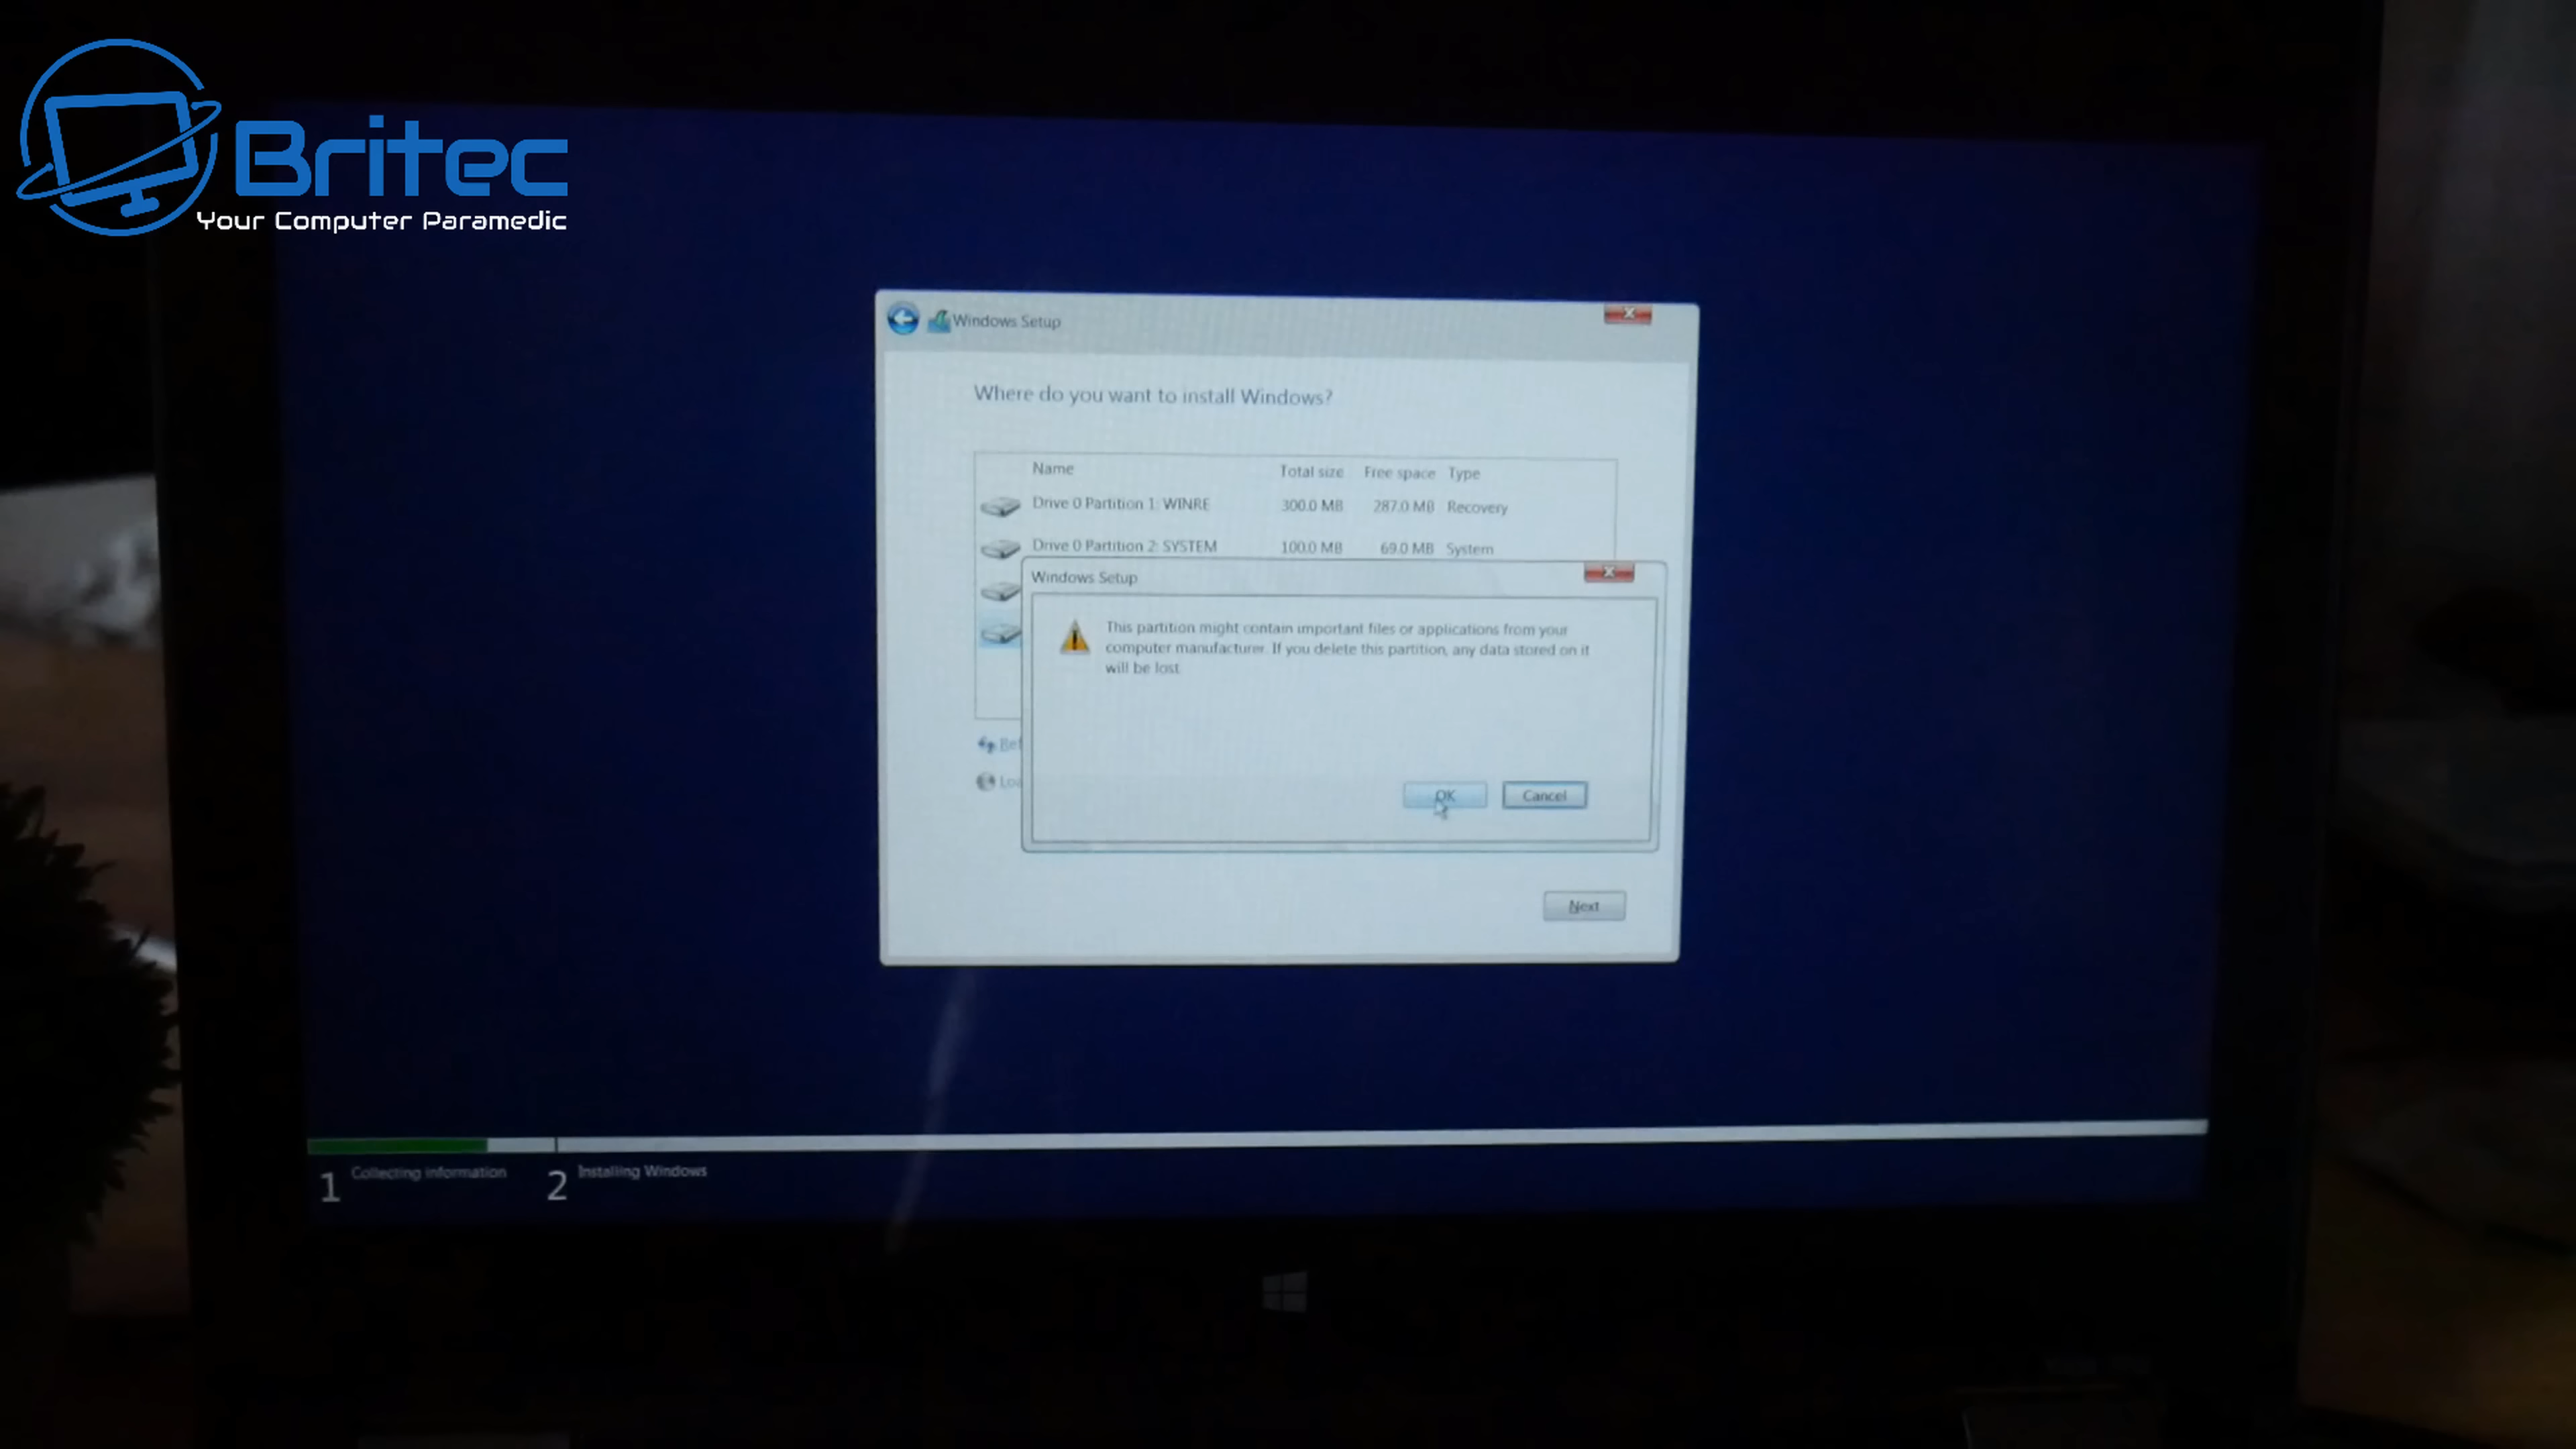 Britec
Your Computer Paramedic
Windows Setup
Where do you want to install Windows?
Name Total size Free space Type
Drive 0 Partition 1: WINRE 300.0 MB 287.0 MB Recovery
Drive 0 Partition 2: SYSTEM 100.0 MB 69.0 MB System
Windows Setup
This partition might contain important files or applications from your
computer manufacturer. If you delete this partition, any data stored on it
will be lost.
Ref
Loa
OK Cancel
Next
1 Collecting information 2 Installing Windows